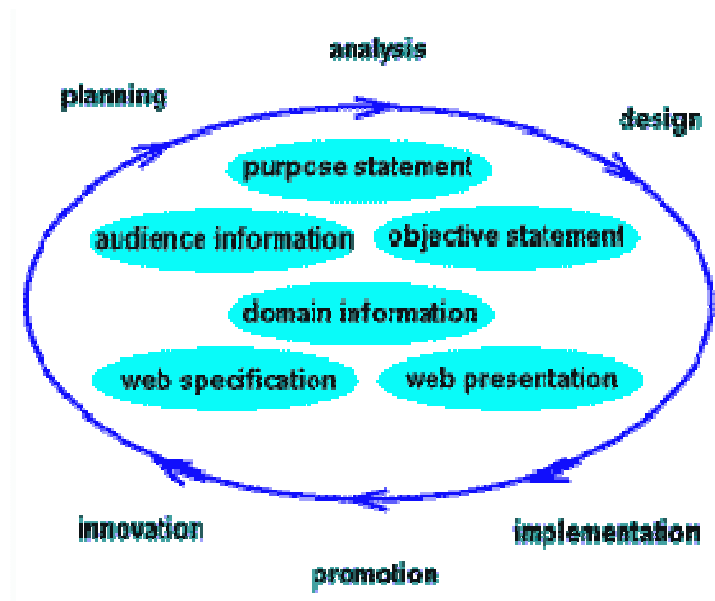 analysis
planning
design
purpose statement
audience information
objective statement
domain information
web specification
web presentation
innovation
implementation
promotion